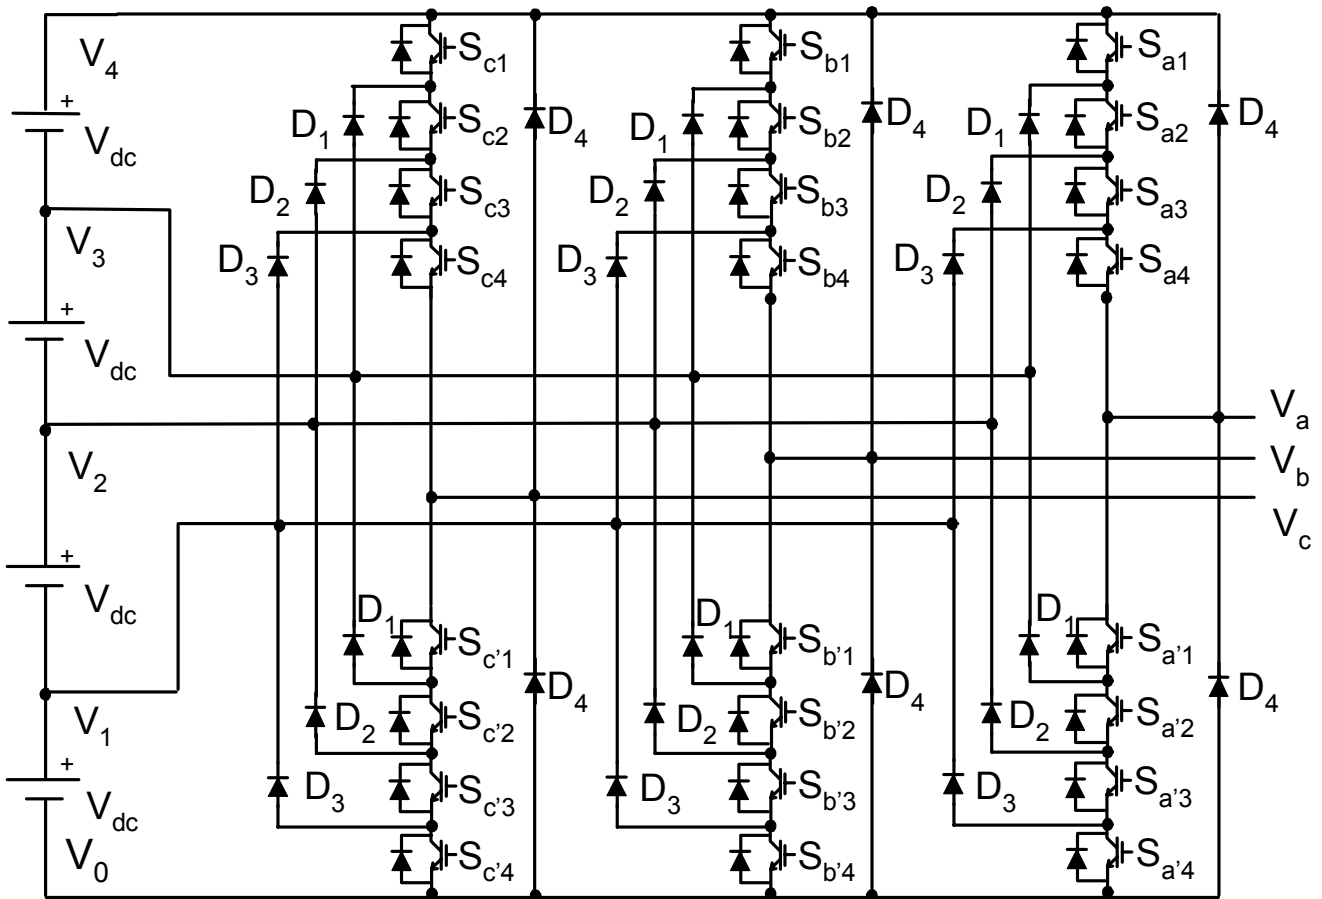 V4
+
Vdc
V3
+
Vdc
V2
+
Vdc
V1
+
Vdc
V0
Sc1
D1
Sc2
D4
D2
Sc3
D3
Sc4
D1
Sc'1
D4
D2
Sc'2
D3
Sc'3
Sc'4
Sb1
D1
Sb2
D4
D2
Sb3
D3
Sb4
D1
Sb'1
D4
D2
Sb'2
D3
Sb'3
Sb'4
Sa1
D1
Sa2
D4
D2
Sa3
D3
Sa4
D1
Sa'1
D4
D2
Sa'2
D3
Sa'3
Sa'4
Va
Vb
Vc